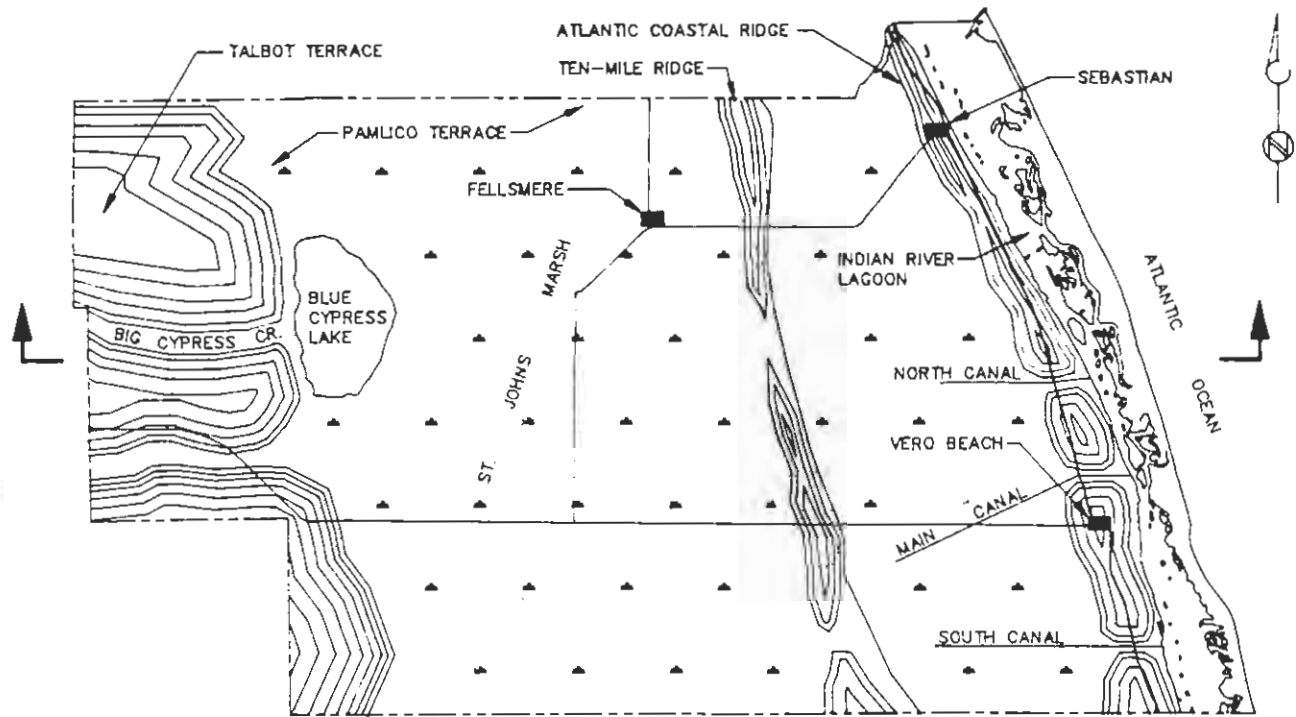 ATLANTIC COASTAL RIDGE
TALBOT TERRACE
TEN-MILE RIDGE
SEBASTIAN
PAMLICO TERRACE
FELLSMERE
MARSH
INDIAN RIVER
LAGOON
ATLANTIC
BLUE
CYPRESS
LAKE
BIG CYPRESS CR.
JOHNS
NORTH CANAL
OCEAN
VERO BEACH
ST.
MAIN CANAL
SOUTH CANAL
N